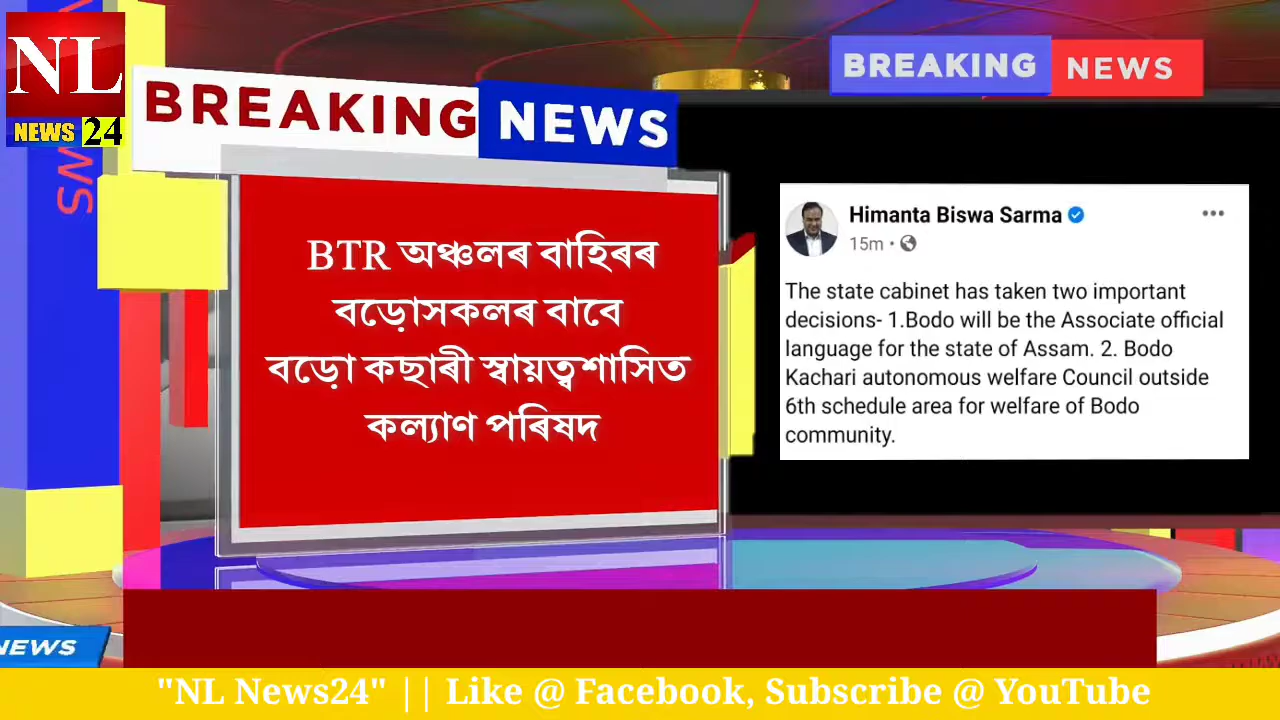 NL
NEWS 24
WS
BREAKING NEWS
BREAKING NEWS
BTR অঞ্চলৰ বাহিৰৰ
বড়োসকলৰ বাবে
বড়ো কছাৰী স্বায়ত্বশাসিত
কল্যাণ পৰিষদ
Himanta Biswa Sarma
15m •
The state cabinet has taken two important
decisions- 1.Bodo will be the Associate official
language for the state of Assam. 2. Bodo
Kachari autonomous welfare Council outside
6th schedule area for welfare of Bodo
community.
NEWS
"NL News24" || Like @ Facebook, Subscribe @ YouTube